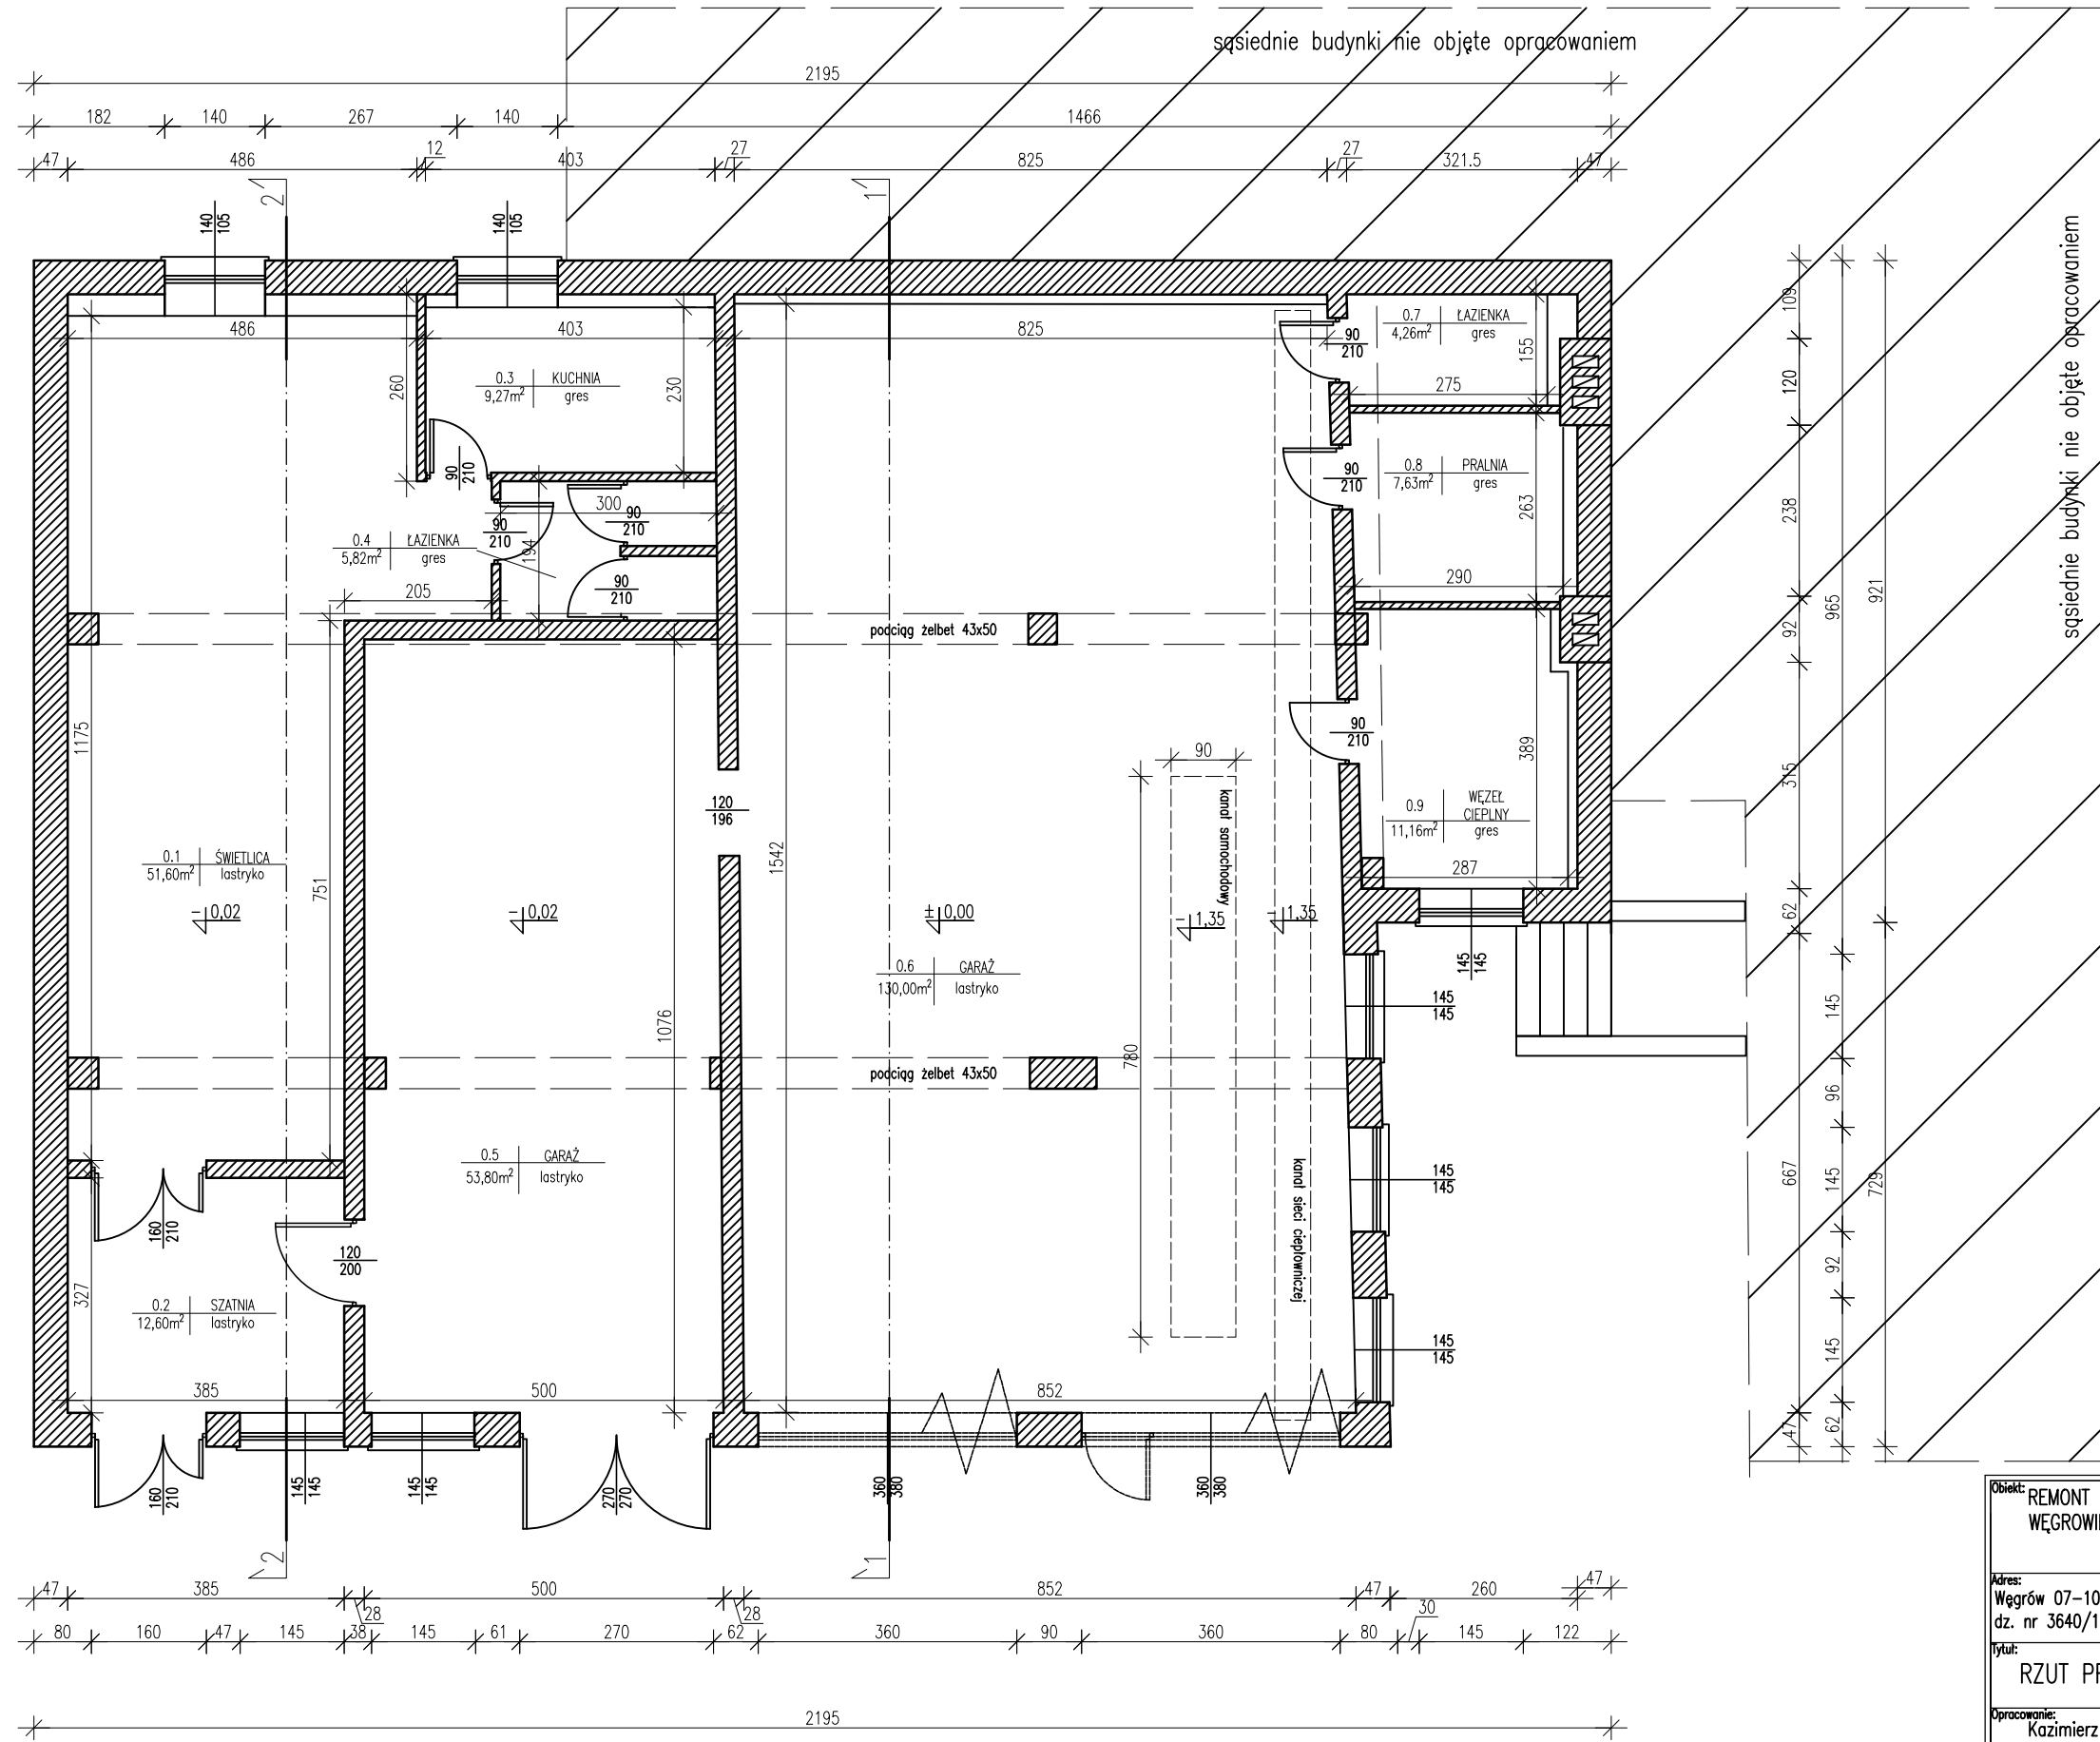 sąsiednie budynki nie objęte opracowaniem
2195
182 140 267 140 1466
47 486 12 403 27 825 27 321.5 47
2 1
140
105
140
105
486 403 825
260
230
0.3 KUCHNIA
9,27m² gres
90
210
0.7 ŁAZIENKA
4,26m² gres
155
275
90
210
0.8 PRALNIA
7,63m² gres
263
290
90
210
300
90
210
90
210
194
90
210
0.4 ŁAZIENKA
5,82m² gres
205
podciąg żelbet 43x50
1175
751
1542
1076
120
196
90
210
389
0.9 WĘZEŁ
CIEPLNY
11,16m² gres
287
90
780
kanał samochodowy
0.1 ŚWIETLICA
51,60m² lastryko
-0,02
-0,02
±0,00
-1,35
-1,35
0.6 GARAŻ
130,00m² lastryko
145
145
145
145
podciąg żelbet 43x50
0.5 GARAŻ
53,80m² lastryko
145
145
kanał sieci ciepłowniczej
160
210
120
200
327
0.2 SZATNIA
12,60m² lastryko
145
145
385 500 852
160
210
145
145
145
145
270
270
360
380
360
380
2 1
47 385 28 500 28 852 47 260 47
80 160 47 145 38 145 61 270 62 360 90 360 80 30 145 122
2195
109
120
238
92
315
62
667
47
965
145
96
145
92
145
62
921
729
sąsiednie budynki nie objęte opracowaniem
Obiekt:
REMONT
Adres:
Węgrów 07-10
dz. nr 3640/1
Tytuł:
RZUT
Opracowanie:
Kazimierz